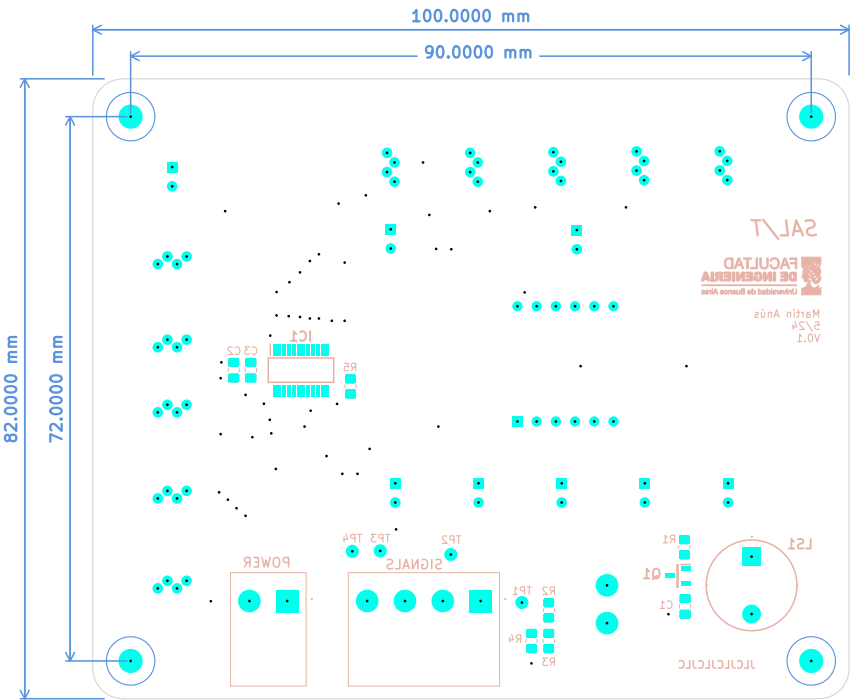 100.0000 mm
90.0000 mm
82.0000 mm
72.0000 mm
SAL/T
FACULTAD
DE INGENIERIA
Universidad de Buenos Aires
Martin Anús
5/24
V0.1
IC1
C2
C3
R5
TP4
TP3
TP2
POWER
SIGNALS
TP1
R2
R4
R3
R1
Q1
C1
LS1
JLCJLCJLCJLC